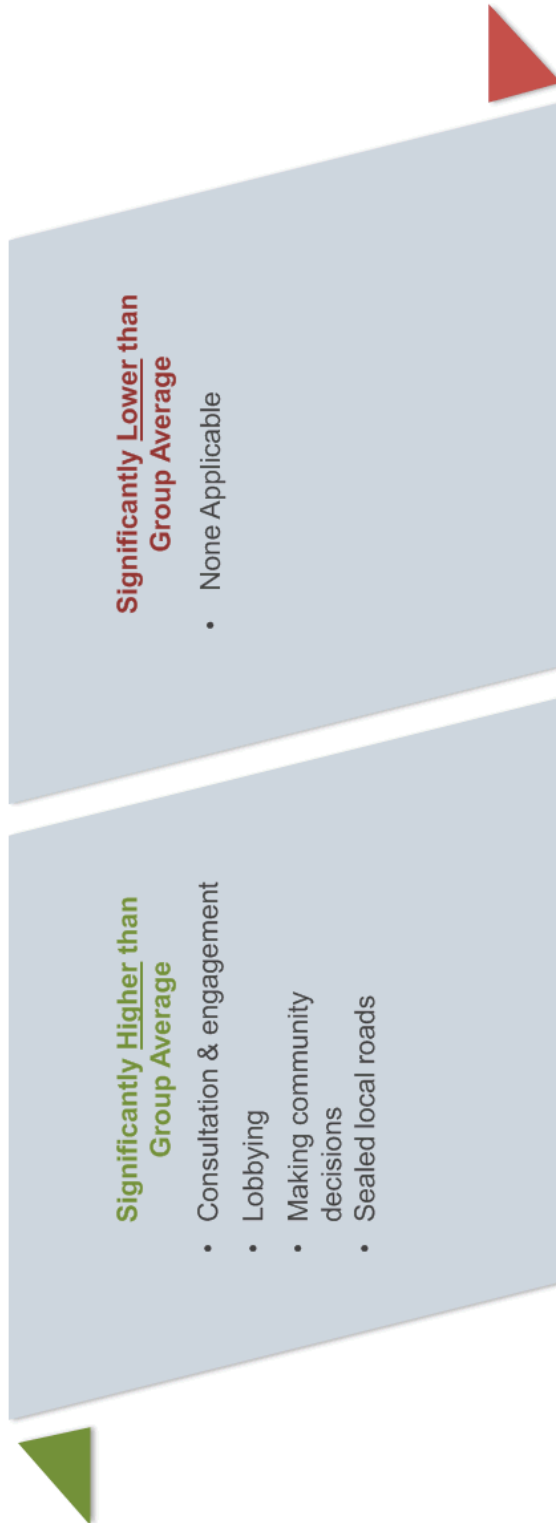 Significantly Higher than
Group Average
• Consultation & engagement
• Lobbying
• Making community
decisions
• Sealed local roads
Significantly Lower than
Group Average
• None Applicable